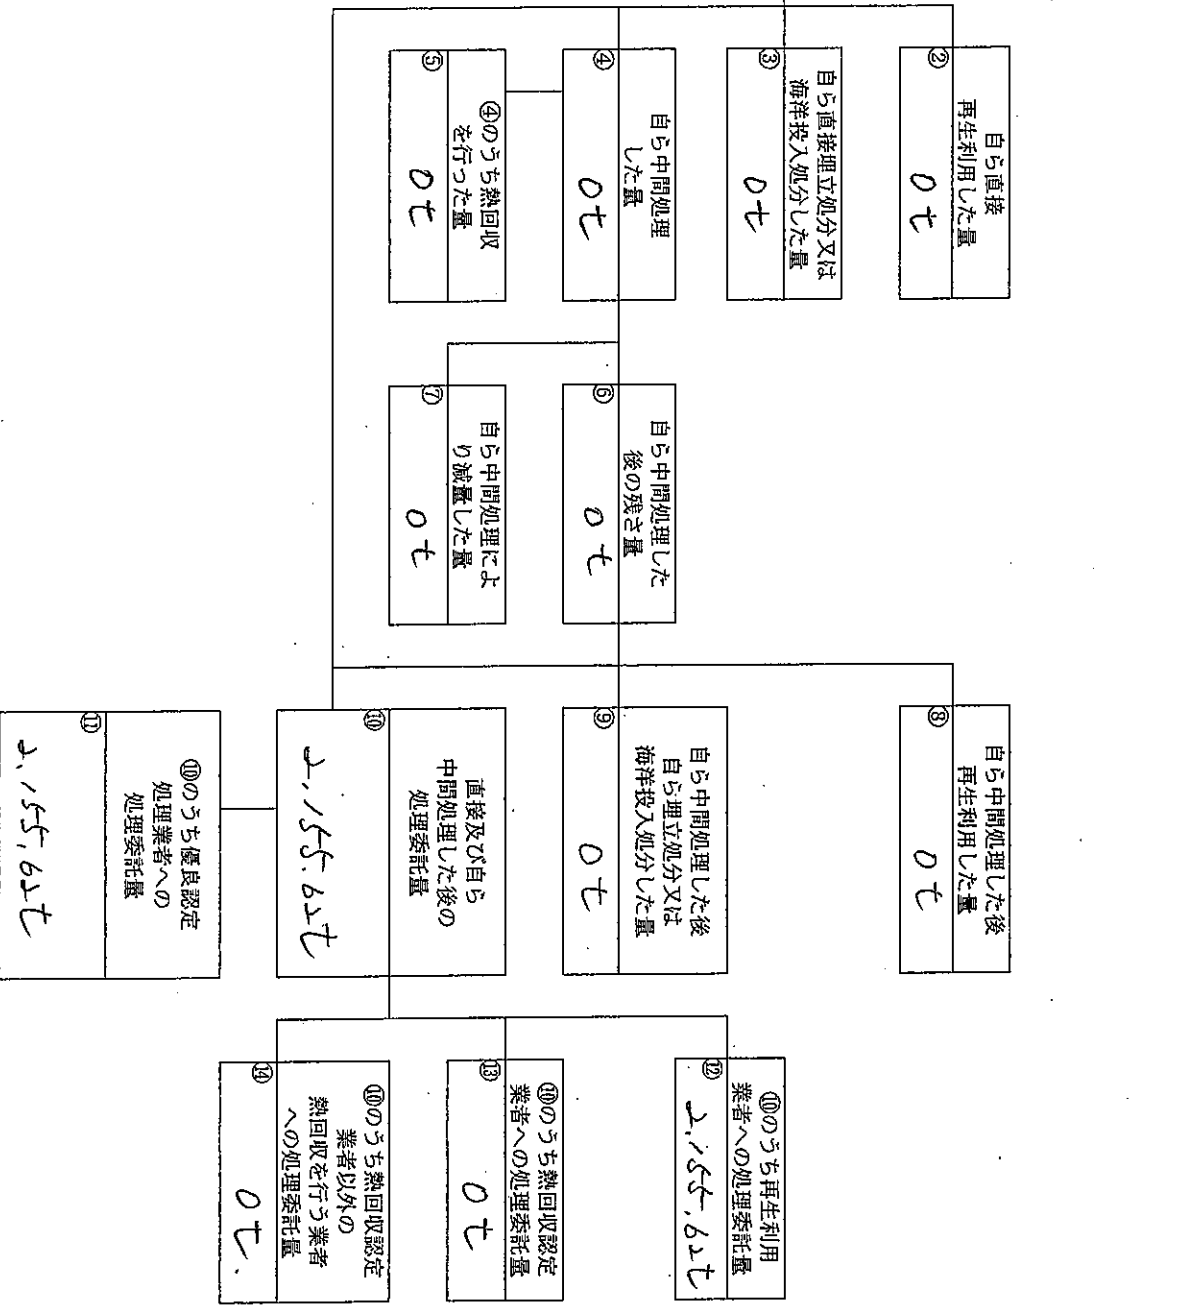 ②
自ら直接
再生利用した量
0t
③
自ら直接埋立処分又は
海洋投入処分した量
0t
④
自ら中間処理
した量
0t
⑤
④のうち熱回収
を行った量
0t
⑥
自ら中間処理した
後の残さ量
0t
⑦
自ら中間処理によ
り減量した量
0t
⑧
自ら中間処理した後
再生利用した量
0t
⑨
自ら中間処理した後
自ら埋立処分又は
海洋投入処分した量
0t
⑩
直接及び自ら
中間処理した後の
処理委託量
2,155.62t
⑪
⑩のうち優良認定
処理業者への
処理委託量
2,155.62t
⑫
⑩のうち再生利用
業者への処理委託量
2,155.62t
⑬
⑩のうち熱回収認定
業者への処理委託量
0t
⑭
⑩のうち熱回収認定
業者以外の
熱回収を行う業者
への処理委託量
0t.